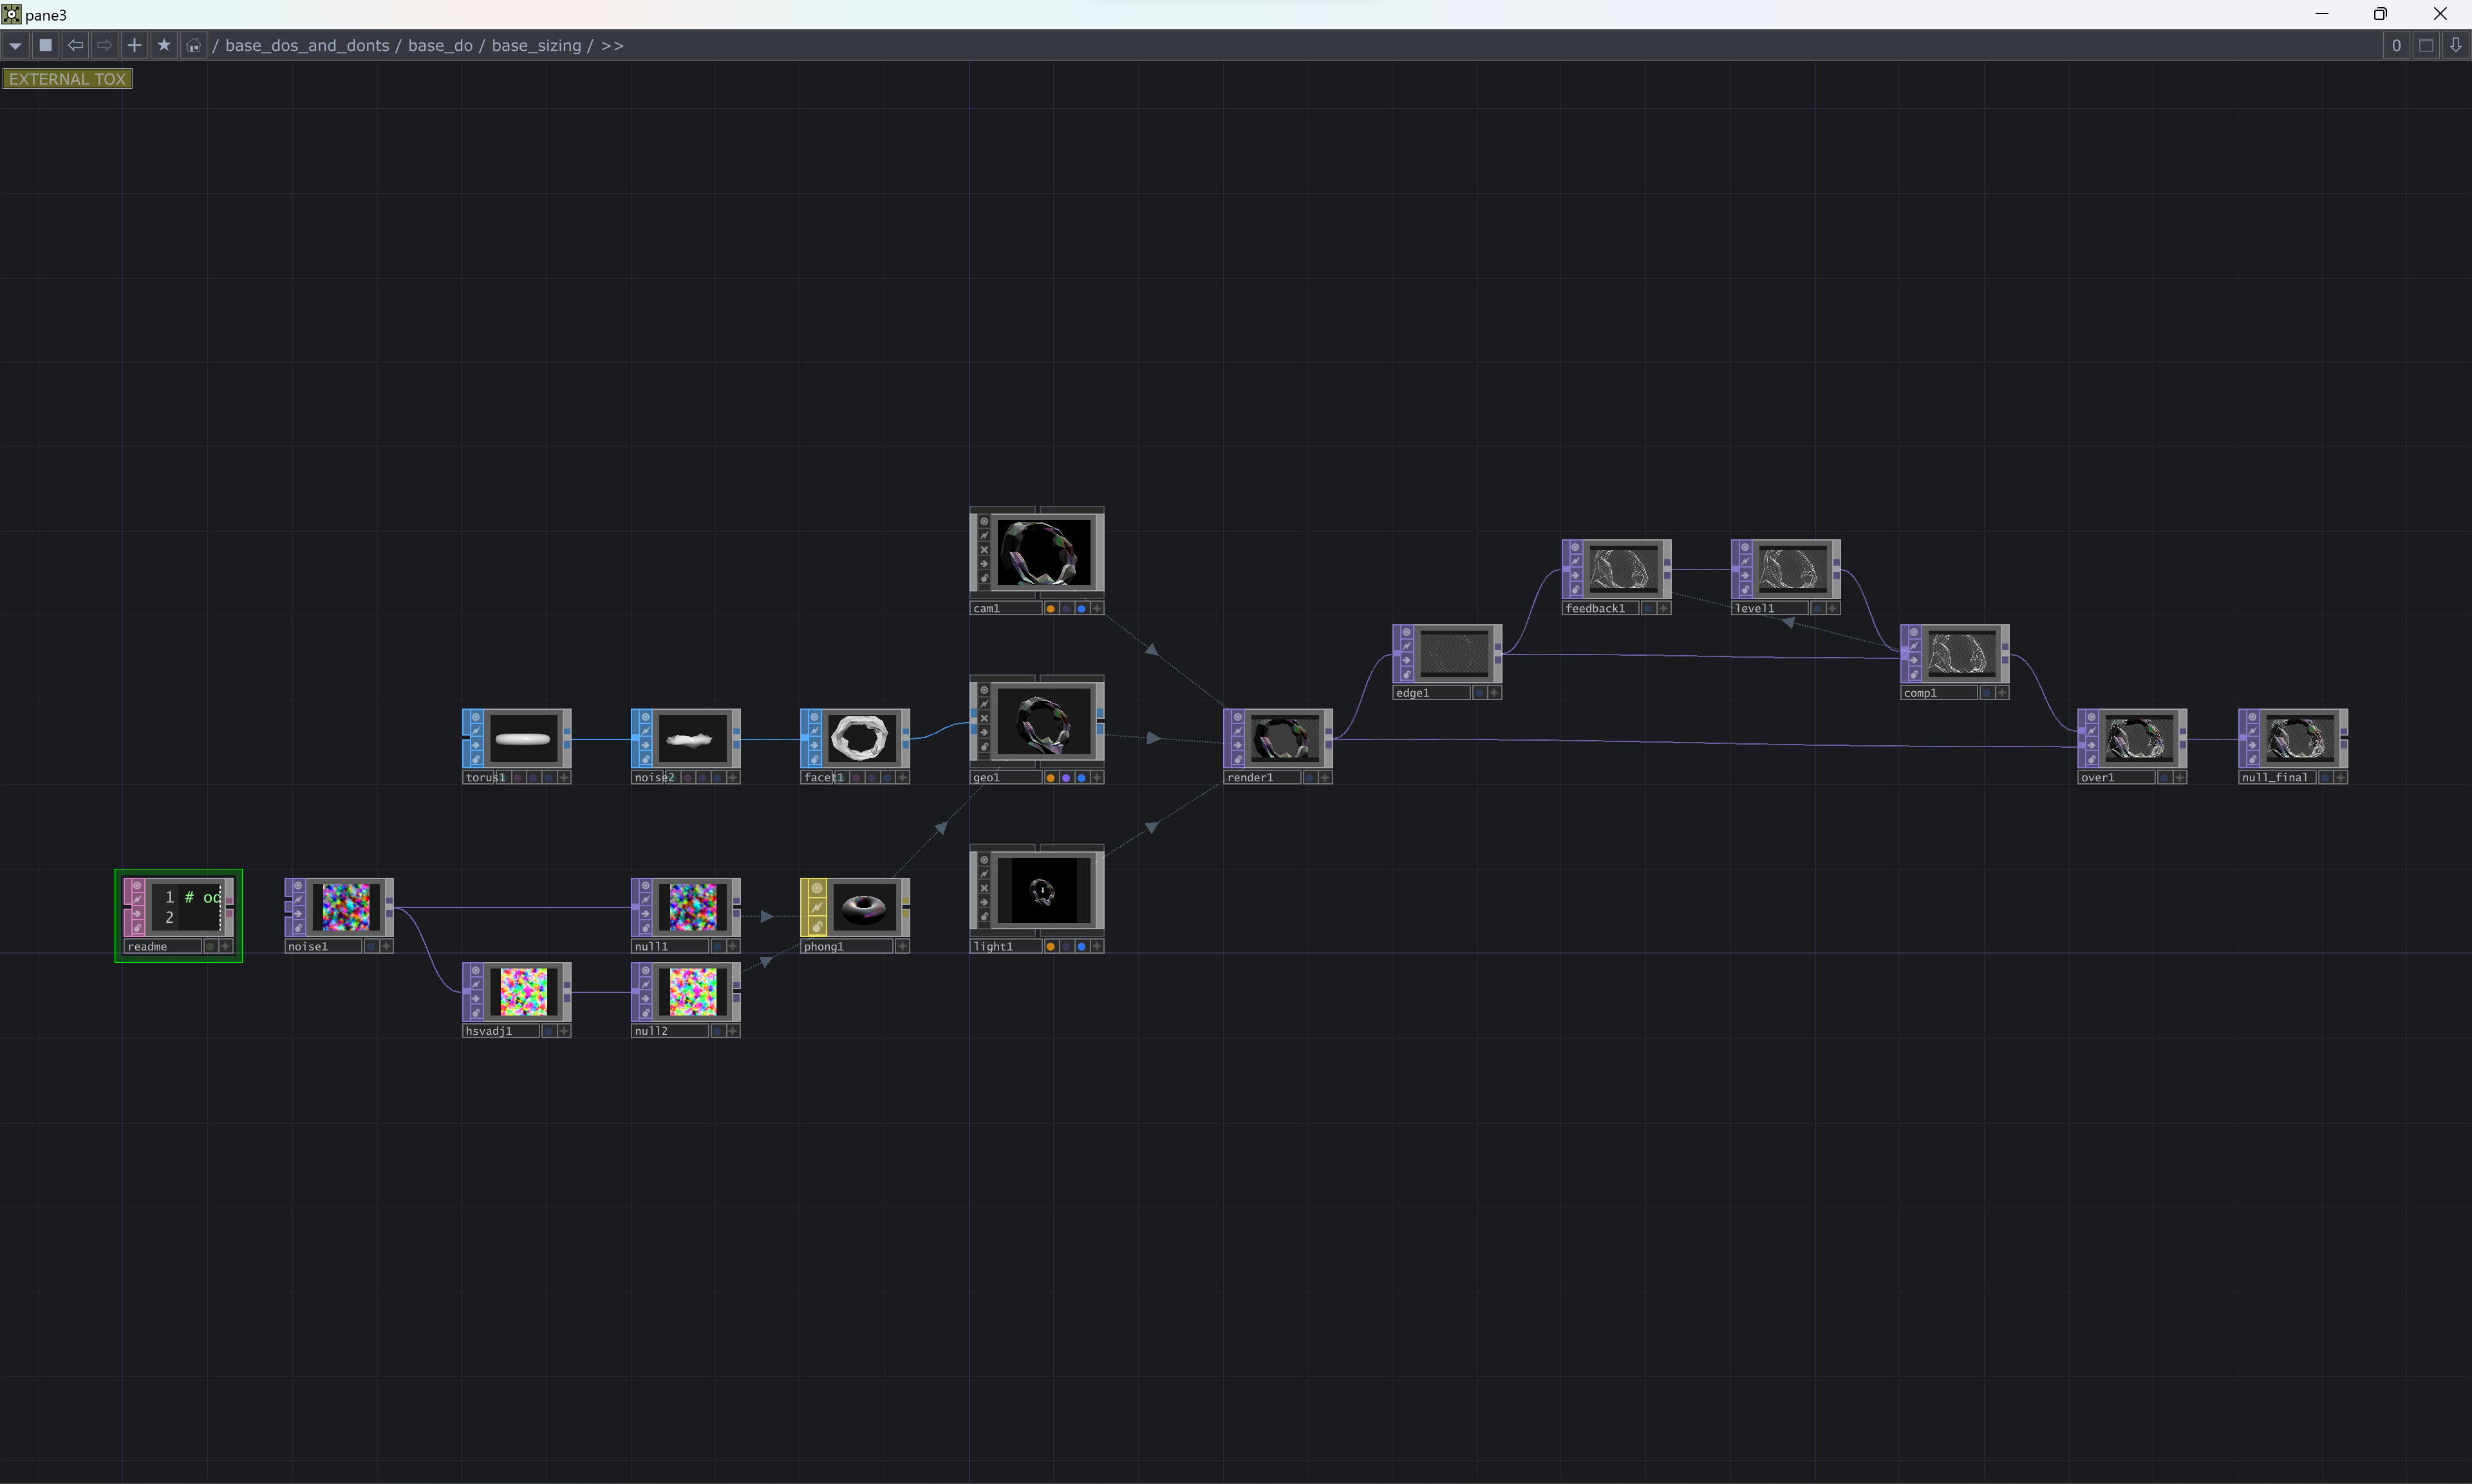 pane3
/ base_dos_and_donts / base_do / base_sizing / >>
0
EXTERNAL TOX
cam1
feedback1
level1
edge1
comp1
torus1
noise2
facet1
geo1
render1
over1
null_final
1 # oc
2
readme
noise1
null1
phong1
light1
hsvadj1
null2